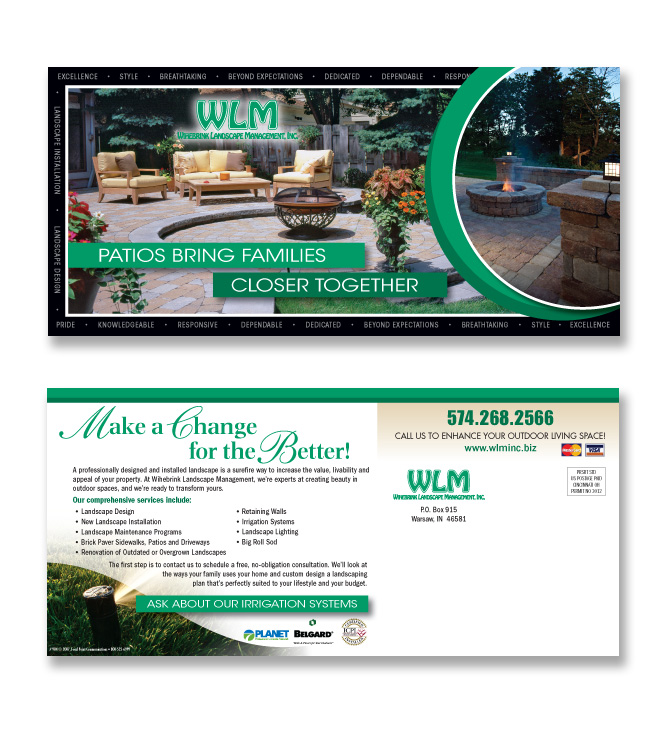 EXCELLENCE • STYLE • BREATHTAKING • BEYOND EXPECTATIONS • DEDICATED • DEPENDABLE • RESPON
• LANDSCAPE INSTALLATION • LANDSCAPE DESIGN •
WLM
WIHEBRINK LANDSCAPE MANAGEMENT, INC.
PATIOS BRING FAMILIES
CLOSER TOGETHER
PRIDE • KNOWLEDGEABLE • RESPONSIVE • DEPENDABLE • DEDICATED • BEYOND EXPECTATIONS • BREATHTAKING • STYLE • EXCELLENCE
Make a Change
for the Better!
A professionally designed and installed landscape is a surefire way to increase the value, livability and
appeal of your property. At Wihebrink Landscape Management, we're experts at creating beauty in
outdoor spaces, and we're ready to transform yours.
Our comprehensive services include:
• Landscape Design
• New Landscape Installation
• Landscape Maintenance Programs
• Brick Paver Sidewalks, Patios and Driveways
• Renovation of Outdated or Overgrown Landscapes
• Retaining Walls
• Irrigation Systems
• Landscape Lighting
• Big Roll Sod
The first step is to contact us to schedule a free, no-obligation consultation. We'll look at
the ways your family uses your home and custom design a landscaping
plan that's perfectly suited to your lifestyle and your budget.
ASK ABOUT OUR IRRIGATION SYSTEMS
PLANET
BELGARD
ICPI
574.268.2566
CALL US TO ENHANCE YOUR OUTDOOR LIVING SPACE!
www.wlminc.biz
MasterCard
VISA
WLM
WIHEBRINK LANDSCAPE MANAGEMENT, INC.
P.O. Box 915
Warsaw, IN 46581
PRSRT STD
US POSTAGE PAID
CINCINNATI OH